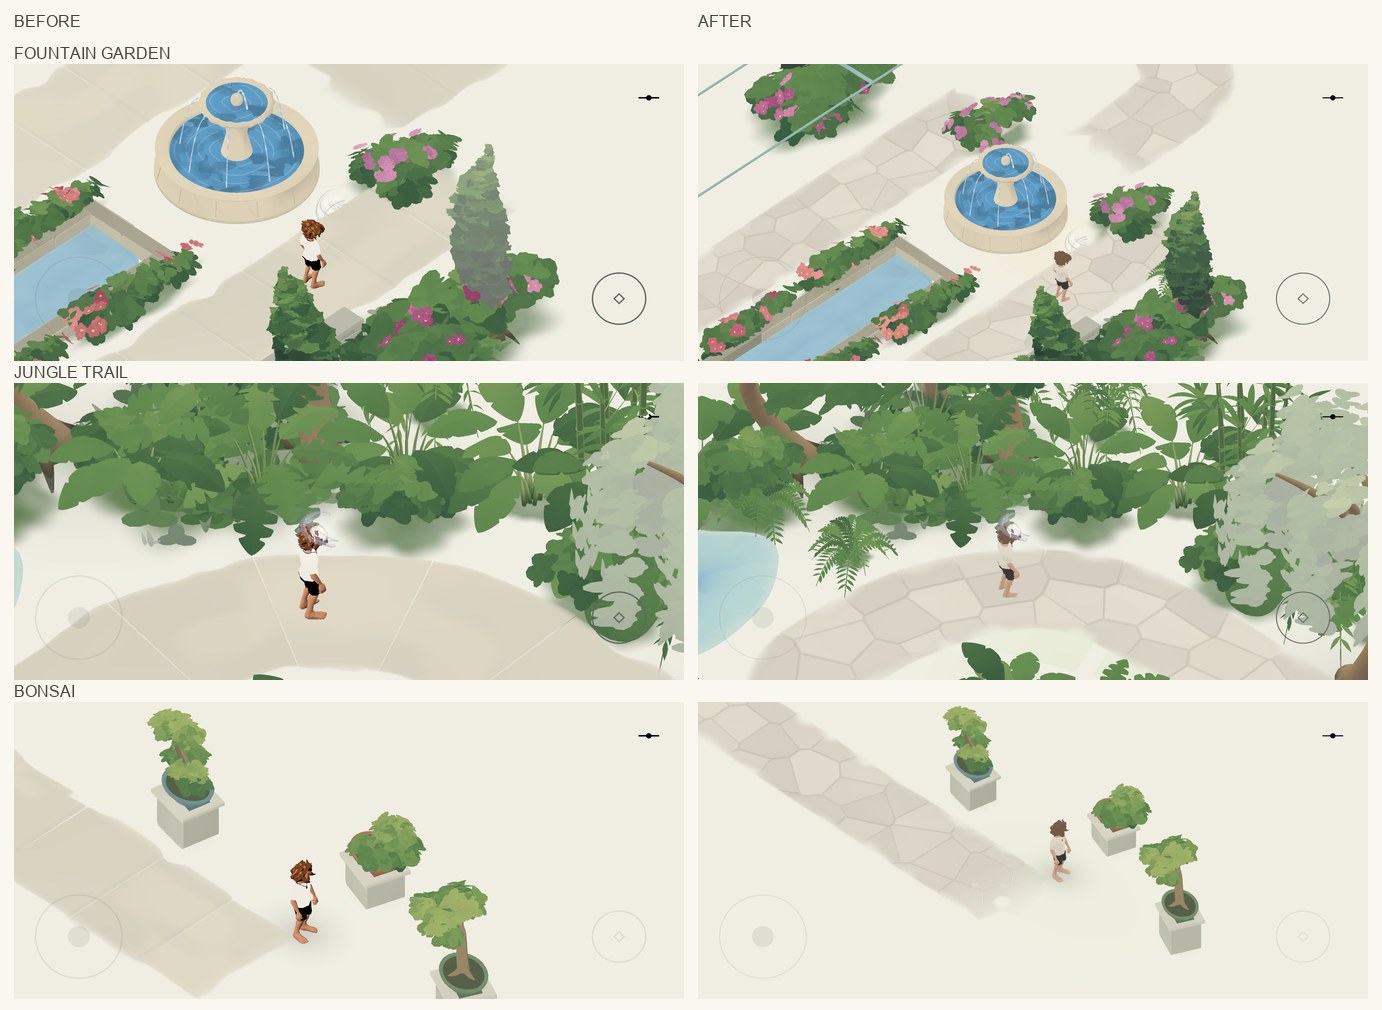 BEFORE
AFTER
FOUNTAIN GARDEN
JUNGLE TRAIL
BONSAI